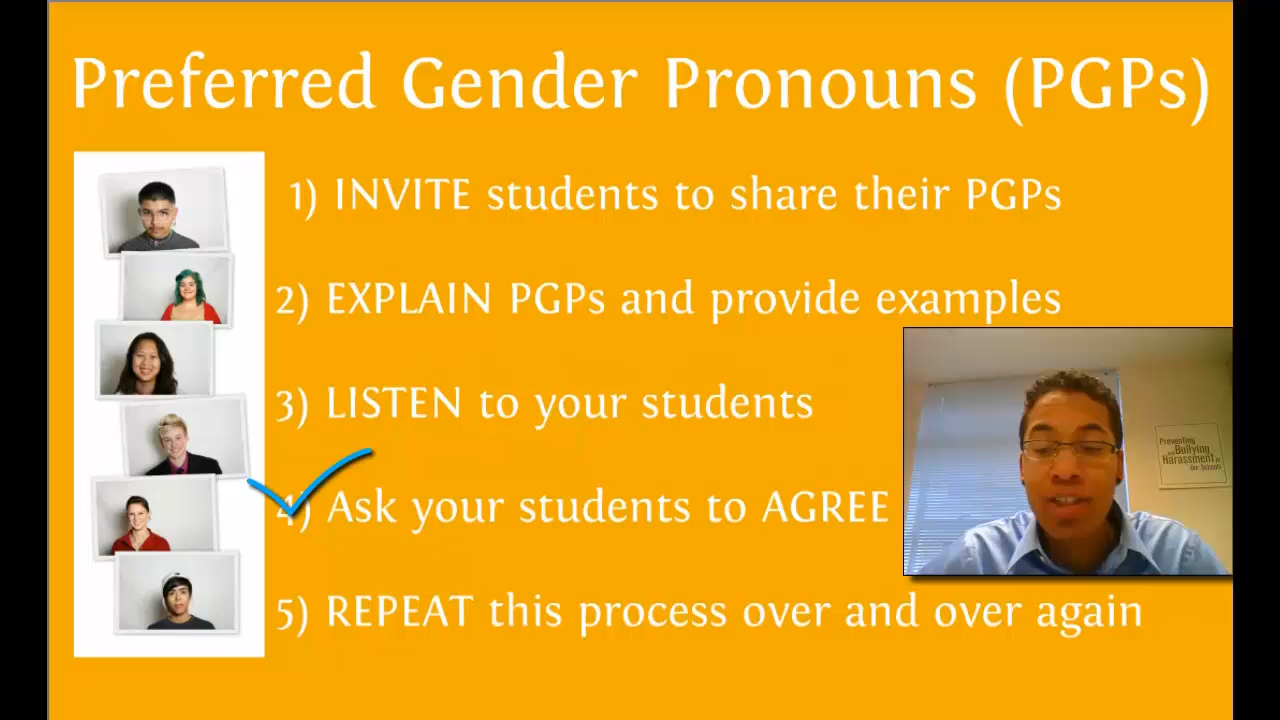 Preferred Gender Pronouns (PGPs)
1) INVITE students to share their PGPs
2) EXPLAIN PGPs and provide examples
3) LISTEN to your students
4) Ask your students to AGREE
5) REPEAT this process over and over again
Preventing
and Bullying
Harassment in
Our Schools